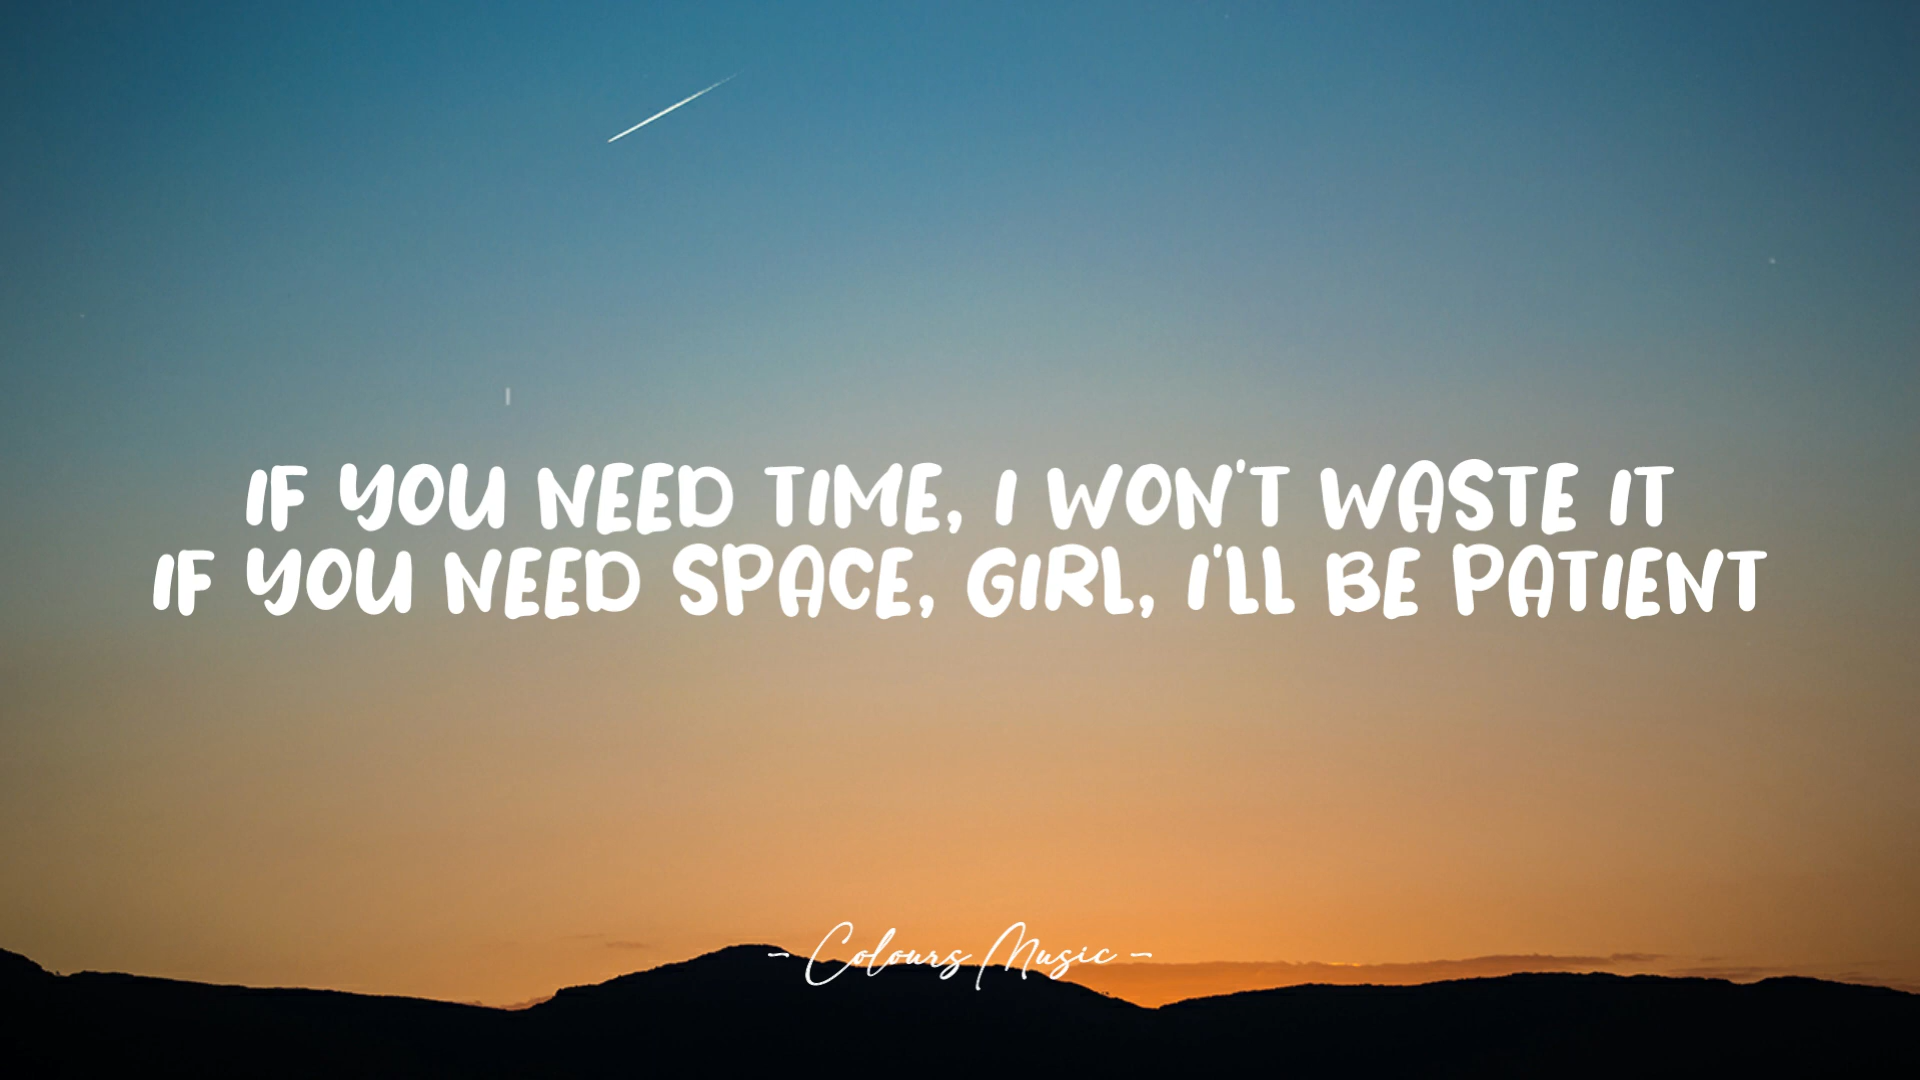 IF YOU NEED TIME, I WON'T WASTE IT
IF YOU NEED SPACE, GIRL, I'LL BE PATIENT
- Colours Music -